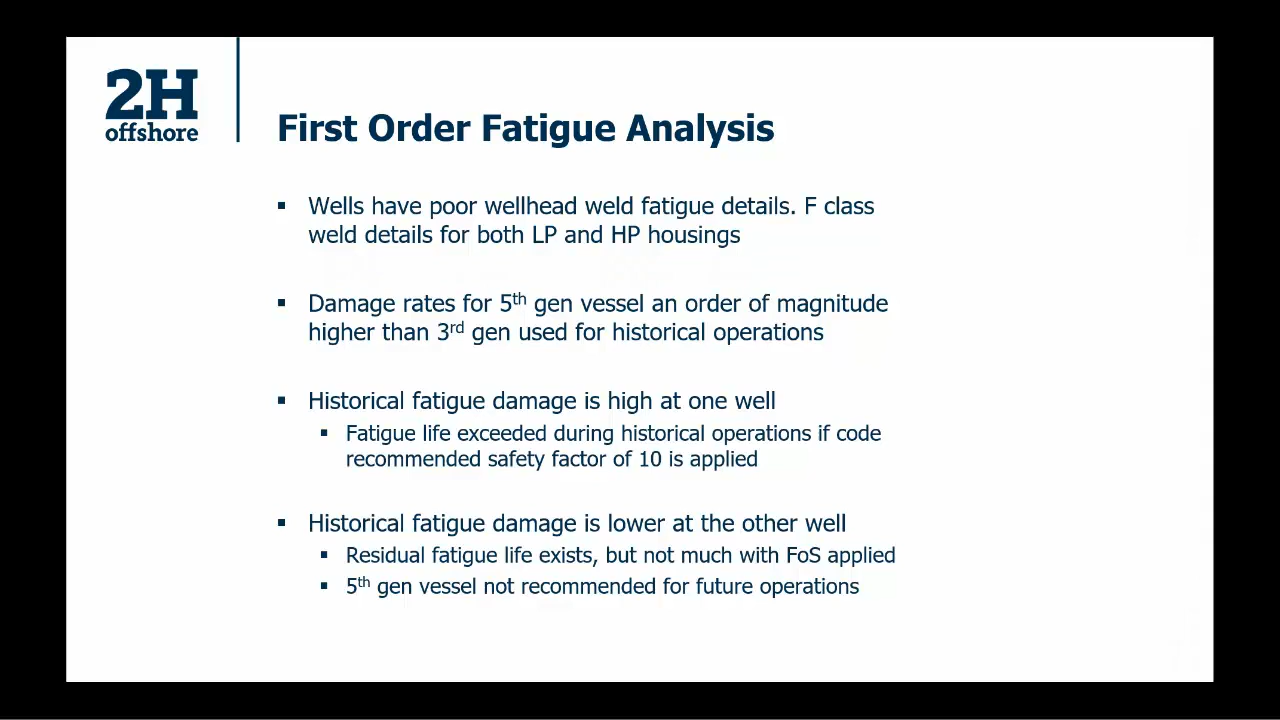 2H
offshore
First Order Fatigue Analysis
▪ Wells have poor wellhead weld fatigue details. F class
weld details for both LP and HP housings
▪ Damage rates for 5th gen vessel an order of magnitude
higher than 3rd gen used for historical operations
▪ Historical fatigue damage is high at one well
▪ Fatigue life exceeded during historical operations if code
recommended safety factor of 10 is applied
▪ Historical fatigue damage is lower at the other well
▪ Residual fatigue life exists, but not much with FoS applied
▪ 5th gen vessel not recommended for future operations